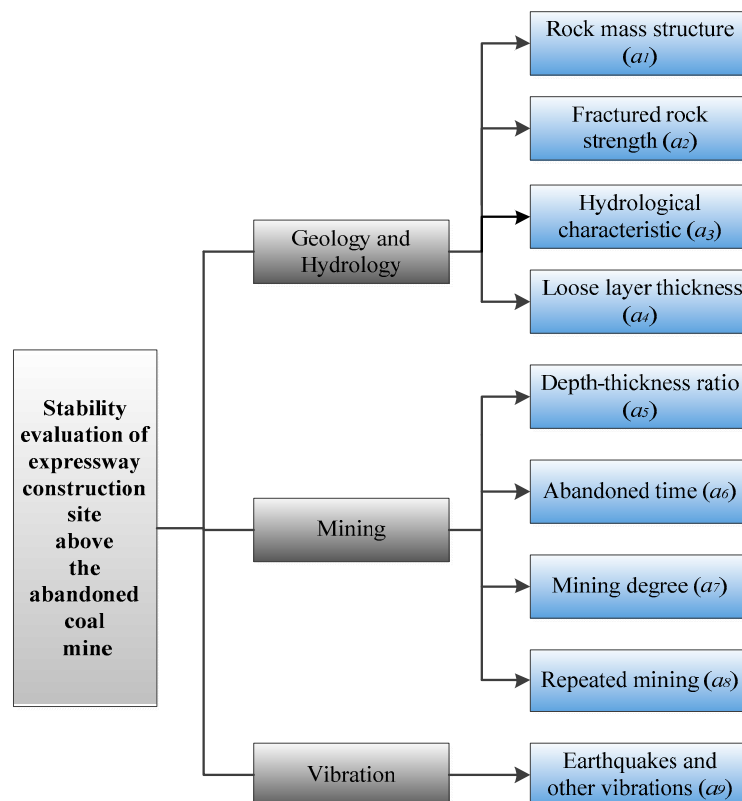 Stability
evaluation of
expressway
construction
site
above
the
abandoned
coal
mine
Geology and
Hydrology
Mining
Vibration
Rock mass structure
(a1)
Fractured rock
strength (a2)
Hydrological
characteristic (a3)
Loose layer thickness
(a4)
Depth-thickness ratio
(a5)
Abandoned time (a6)
Mining degree (a7)
Repeated mining (a8)
Earthquakes and
other vibrations (a9)